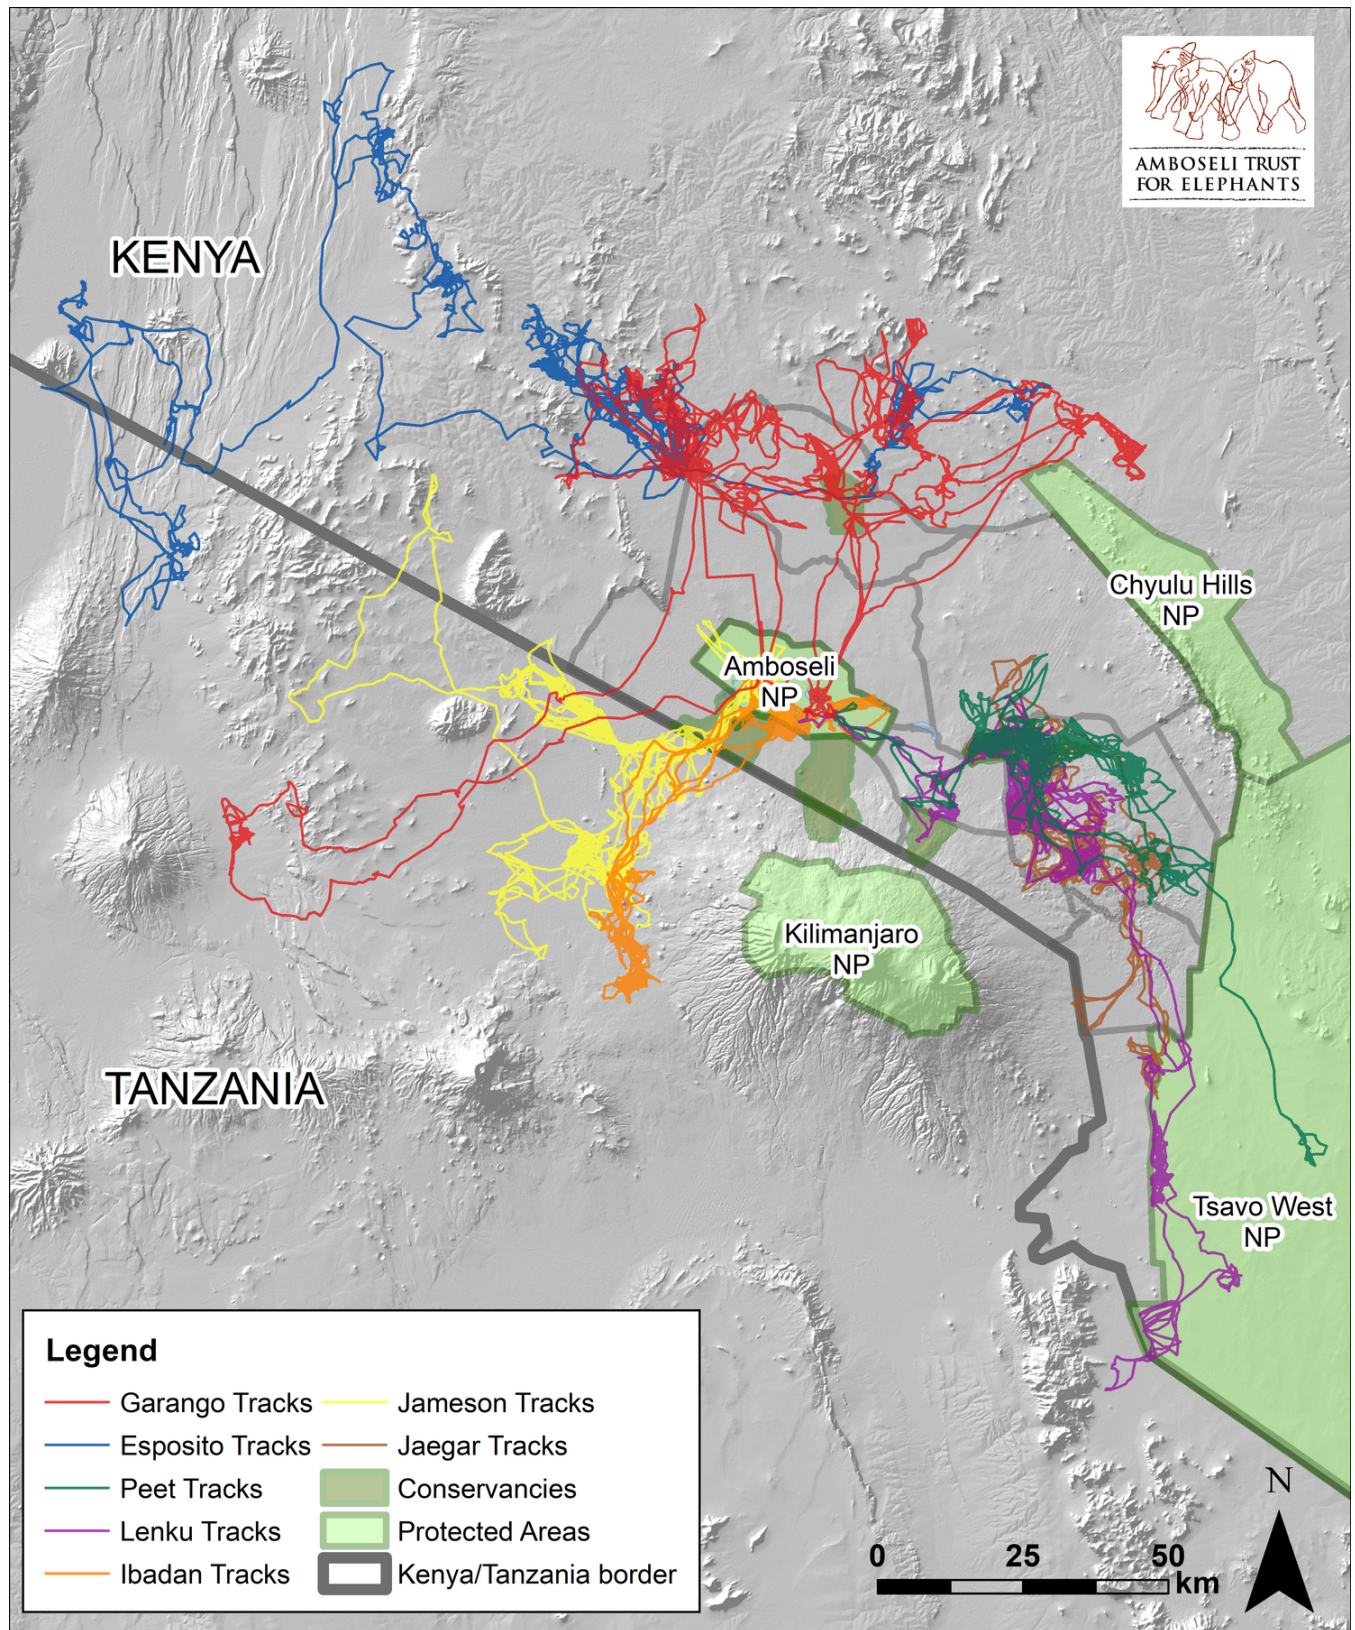 AMBOSELI TRUST
FOR ELEPHANTS
KENYA
Chyulu Hills
NP
Amboseli
NP
Kilimanjaro
NP
TANZANIA
Tsavo West
NP
Legend
Garango Tracks
Jameson Tracks
Esposito Tracks
Jaegar Tracks
Peet Tracks
Conservancies
Lenku Tracks
Protected Areas
Ibadan Tracks
Kenya/Tanzania border
N
0 25 50
km